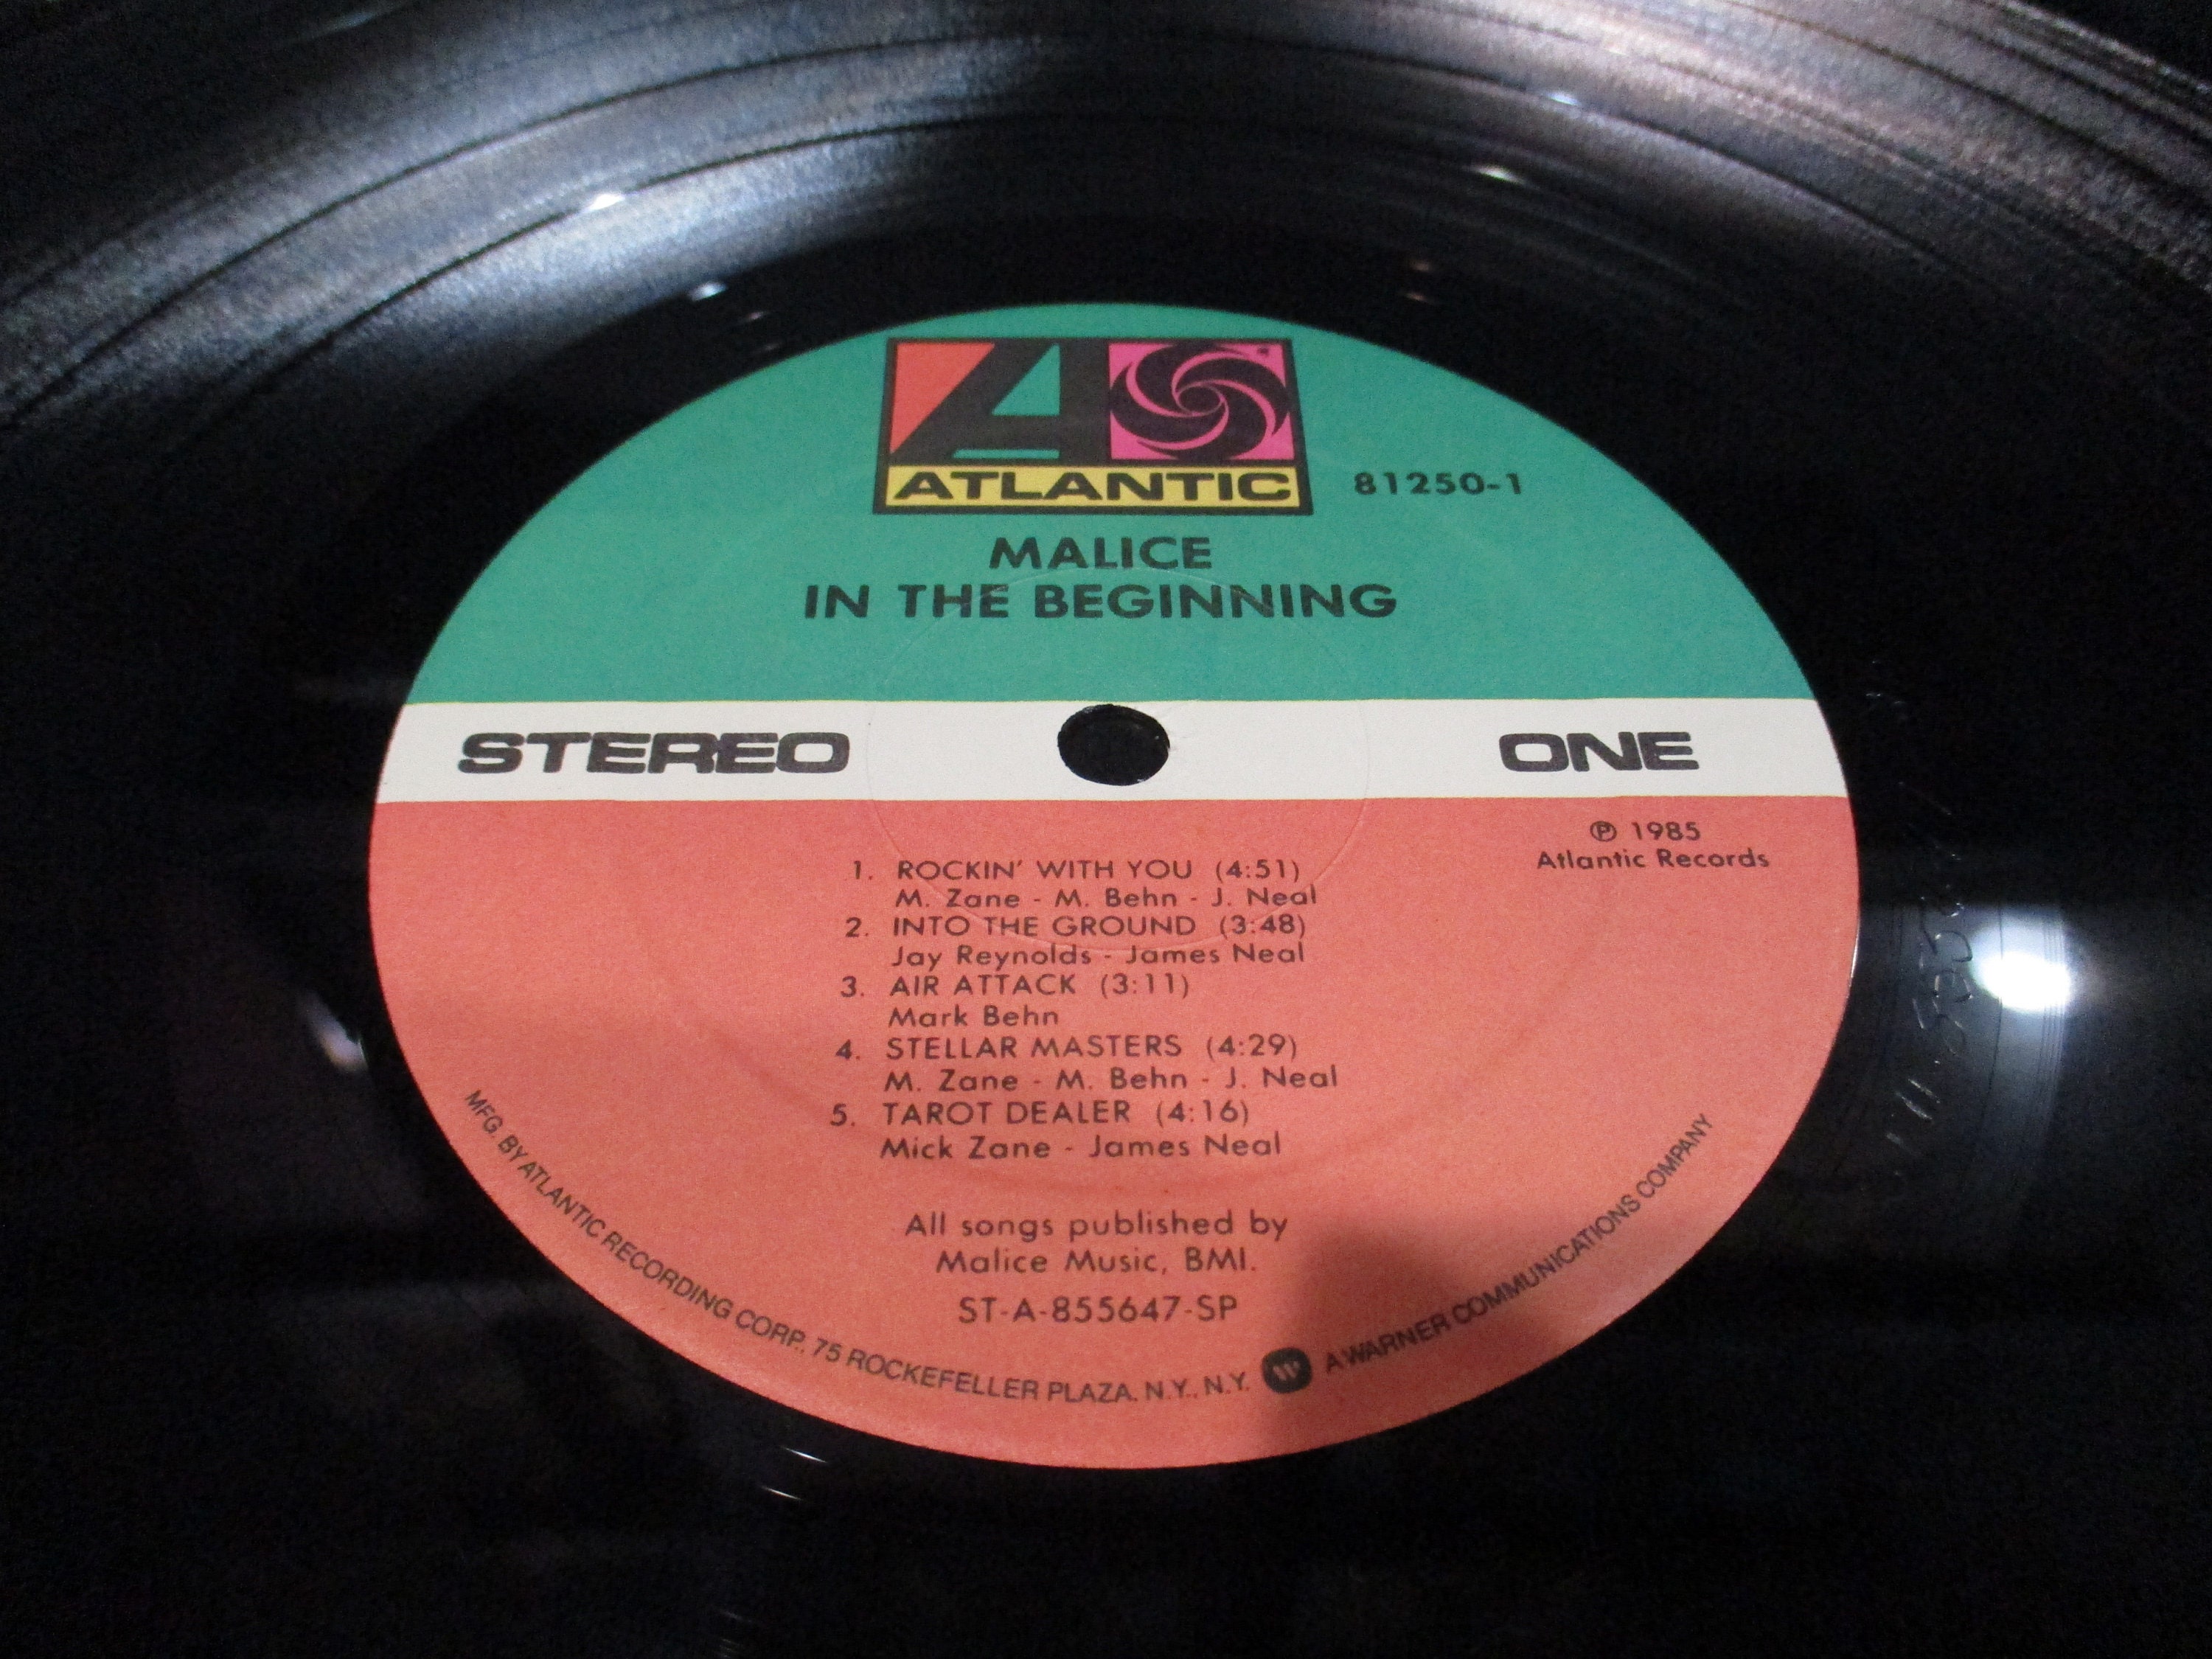 ATLANTIC
81250-1
MALICE
IN THE BEGINNING
STEREO
ONE
℗ 1985
Atlantic Records
1. ROCKIN' WITH YOU (4:51)
M. Zane - M. Behn - J. Neal
2. INTO THE GROUND (3:48)
Jay Reynolds - James Neal
3. AIR ATTACK (3:11)
Mark Behn
4. STELLAR MASTERS (4:29)
M. Zane - M. Behn - J. Neal
5. TAROT DEALER (4:16)
Mick Zane - James Neal
All songs published by
Malice Music, BMI.
ST-A-855647-SP
MFG. BY ATLANTIC RECORDING CORP., 75 ROCKEFELLER PLAZA, N.Y., N.Y. W A WARNER COMMUNICATIONS COMPANY